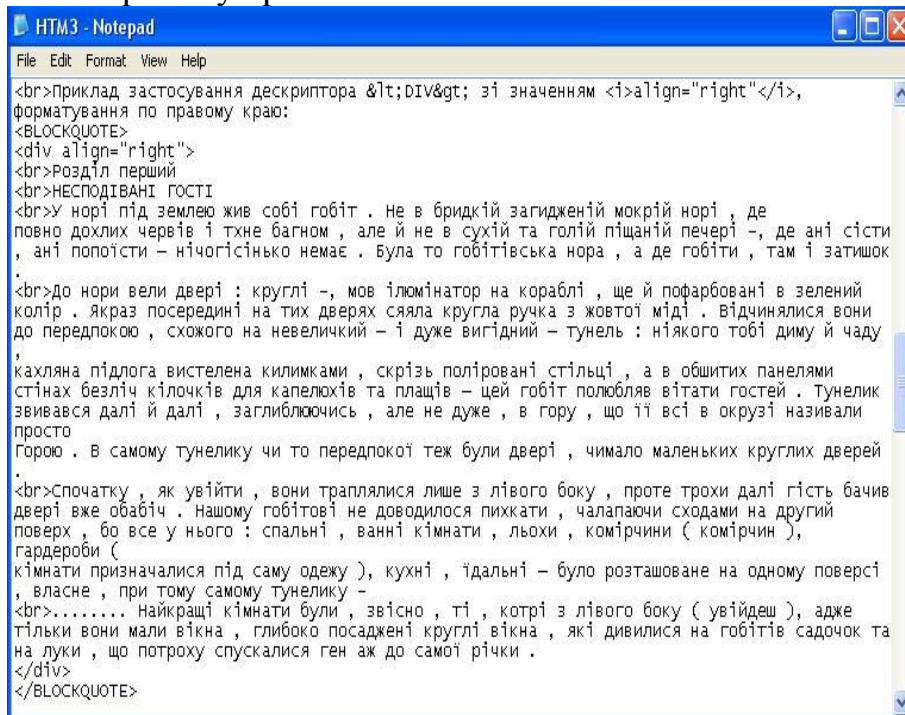 HTM3 - Notepad
File Edit Format View Help
<br>Приклад застосування дескриптора &lt;DIV&gt; зі значенням <i>align="right"</i>,
форматування по правому краю:
<BLOCKQUOTE>
<div align="right">
<br>Розділ перший
<br>НЕСПОДІВАНІ ГОСТІ
<br>У норі під землею жив собі гобіт . Не в бридкій загидженій мокрій норі , де
повно дохлих червів і тхне багном , але й не в сухій та голій піщаній печері –, де ані сісти
, ані попоїсти – нічогісінько немає . Була то гобітівська нора , а де гобіти , там і затишок
.
<br>До нори вели двері : круглі –, мов ілюмінатор на кораблі , ще й пофарбовані в зелений
колір . Якраз посередині на тих дверях сяяла кругла ручка з жовтої міді . Відчинялися вони
до передпокою , схожого на невеличкий – і дуже вигідний – тунель : ніякого тобі диму й чаду
,
кахляна підлога вистелена килимками , скрізь поліровані стільці , а в обшитих панелями
стінах безліч кілочків для капелюхів та плащів – цей гобіт полюбляв вітати гостей . Тунелик
звивався далі й далі , заглиблюючись , але не дуже , в гору , що її всі в окрузі називали
просто
Горою . В самому тунелику чи то передпокої теж були двері , чимало маленьких круглих дверей
.
<br>Спочатку , як увійти , вони траплялися лише з лівого боку , проте трохи далі гість бачив
двері вже обабіч . Нашому гобітові не доводилося пихкати , чалапаючи сходами на другий
поверх , бо все у нього : спальні , ванні кімнати , льохи , комірчини ( комірчин ),
гардероби (
кімнати призначалися під саму одежу ), кухні , їдальні – було розташоване на одному поверсі
, власне , при тому самому тунелику –
<br>........ Найкращі кімнати були , звісно , ті , котрі з лівого боку ( увійдеш ), адже
тільки вони мали вікна , глибоко посаджені круглі вікна , які дивилися на гобітів садочок та
на луки , що потроху спускалися ген аж до самої річки .
</div>
</BLOCKQUOTE>